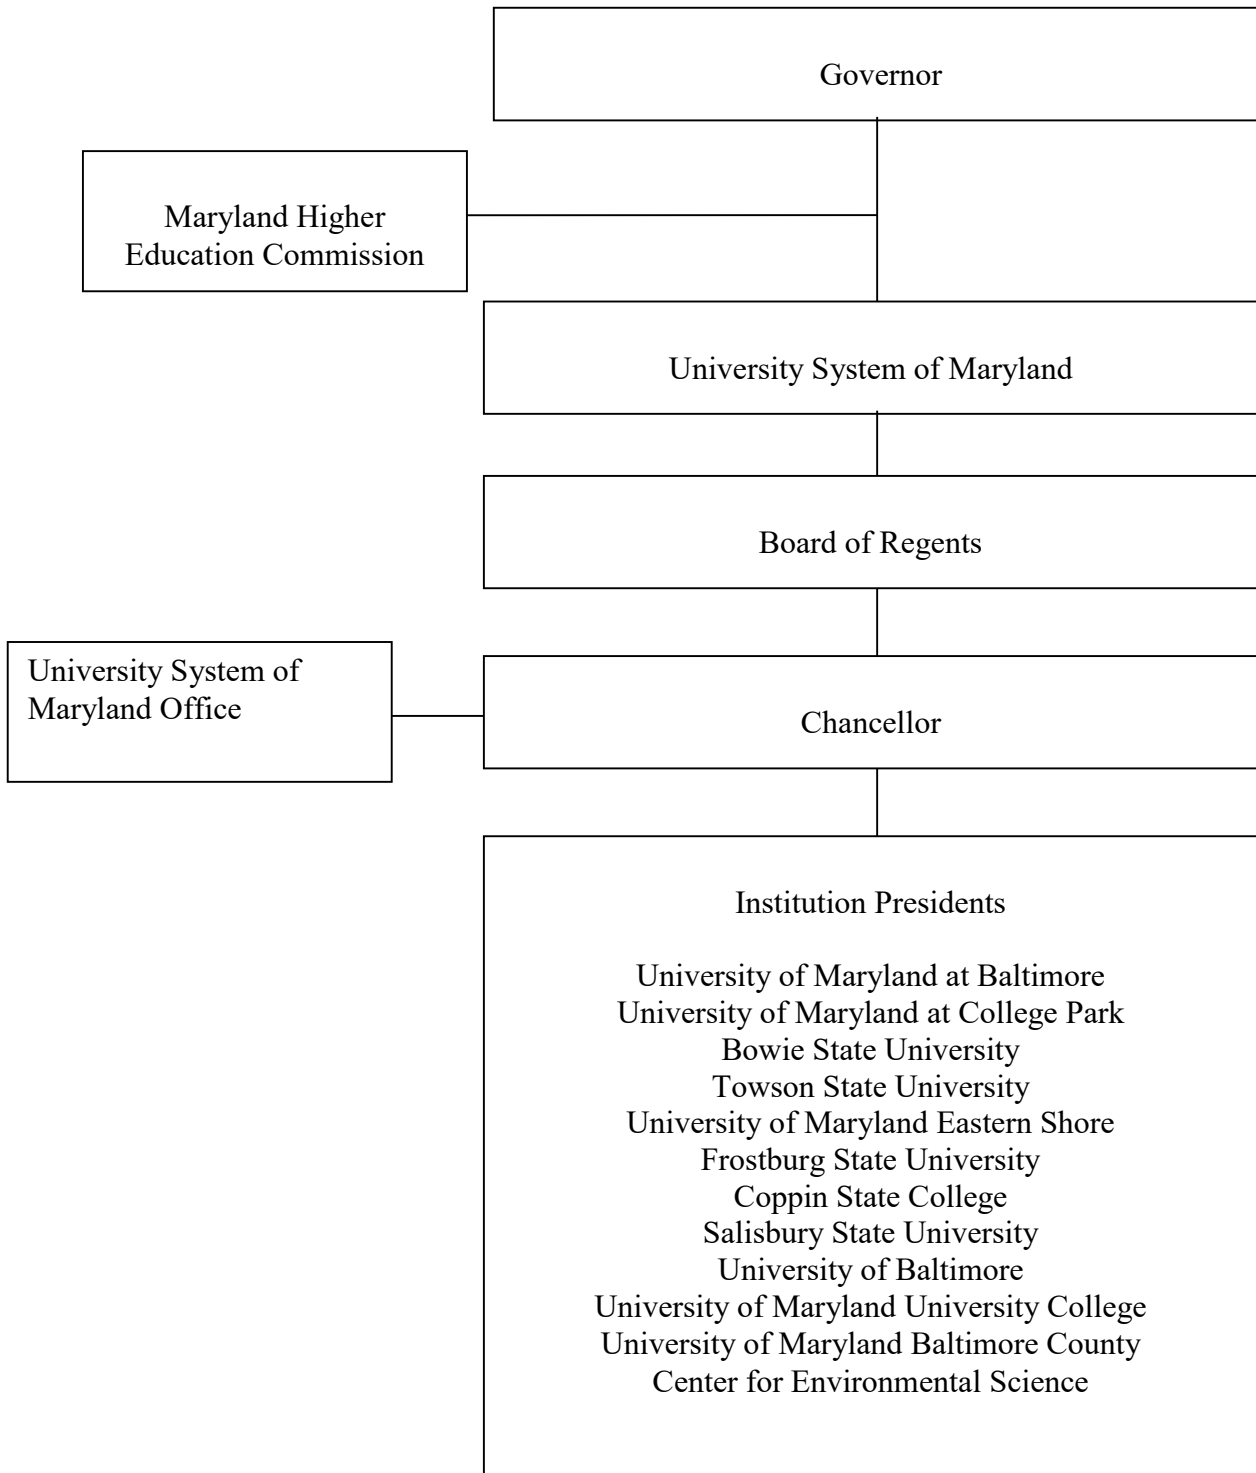 Governor
Maryland Higher
Education Commission
University System of Maryland
Board of Regents
University System of
Maryland Office
Chancellor
Institution Presidents
University of Maryland at Baltimore
University of Maryland at College Park
Bowie State University
Towson State University
University of Maryland Eastern Shore
Frostburg State University
Coppin State College
Salisbury State University
University of Baltimore
University of Maryland University College
University of Maryland Baltimore County
Center for Environmental Science